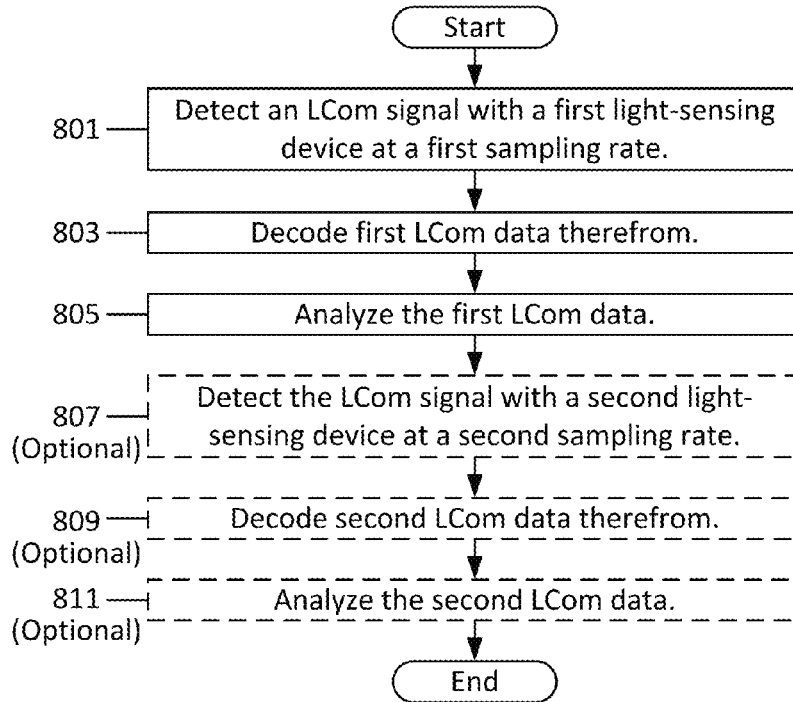 Start
801
Detect an LCom signal with a first light-sensing
device at a first sampling rate.
803
Decode first LCom data therefrom.
805
Analyze the first LCom data.
807
(Optional)
Detect the LCom signal with a second light-
sensing device at a second sampling rate.
809
(Optional)
Decode second LCom data therefrom.
811
(Optional)
Analyze the second LCom data.
End